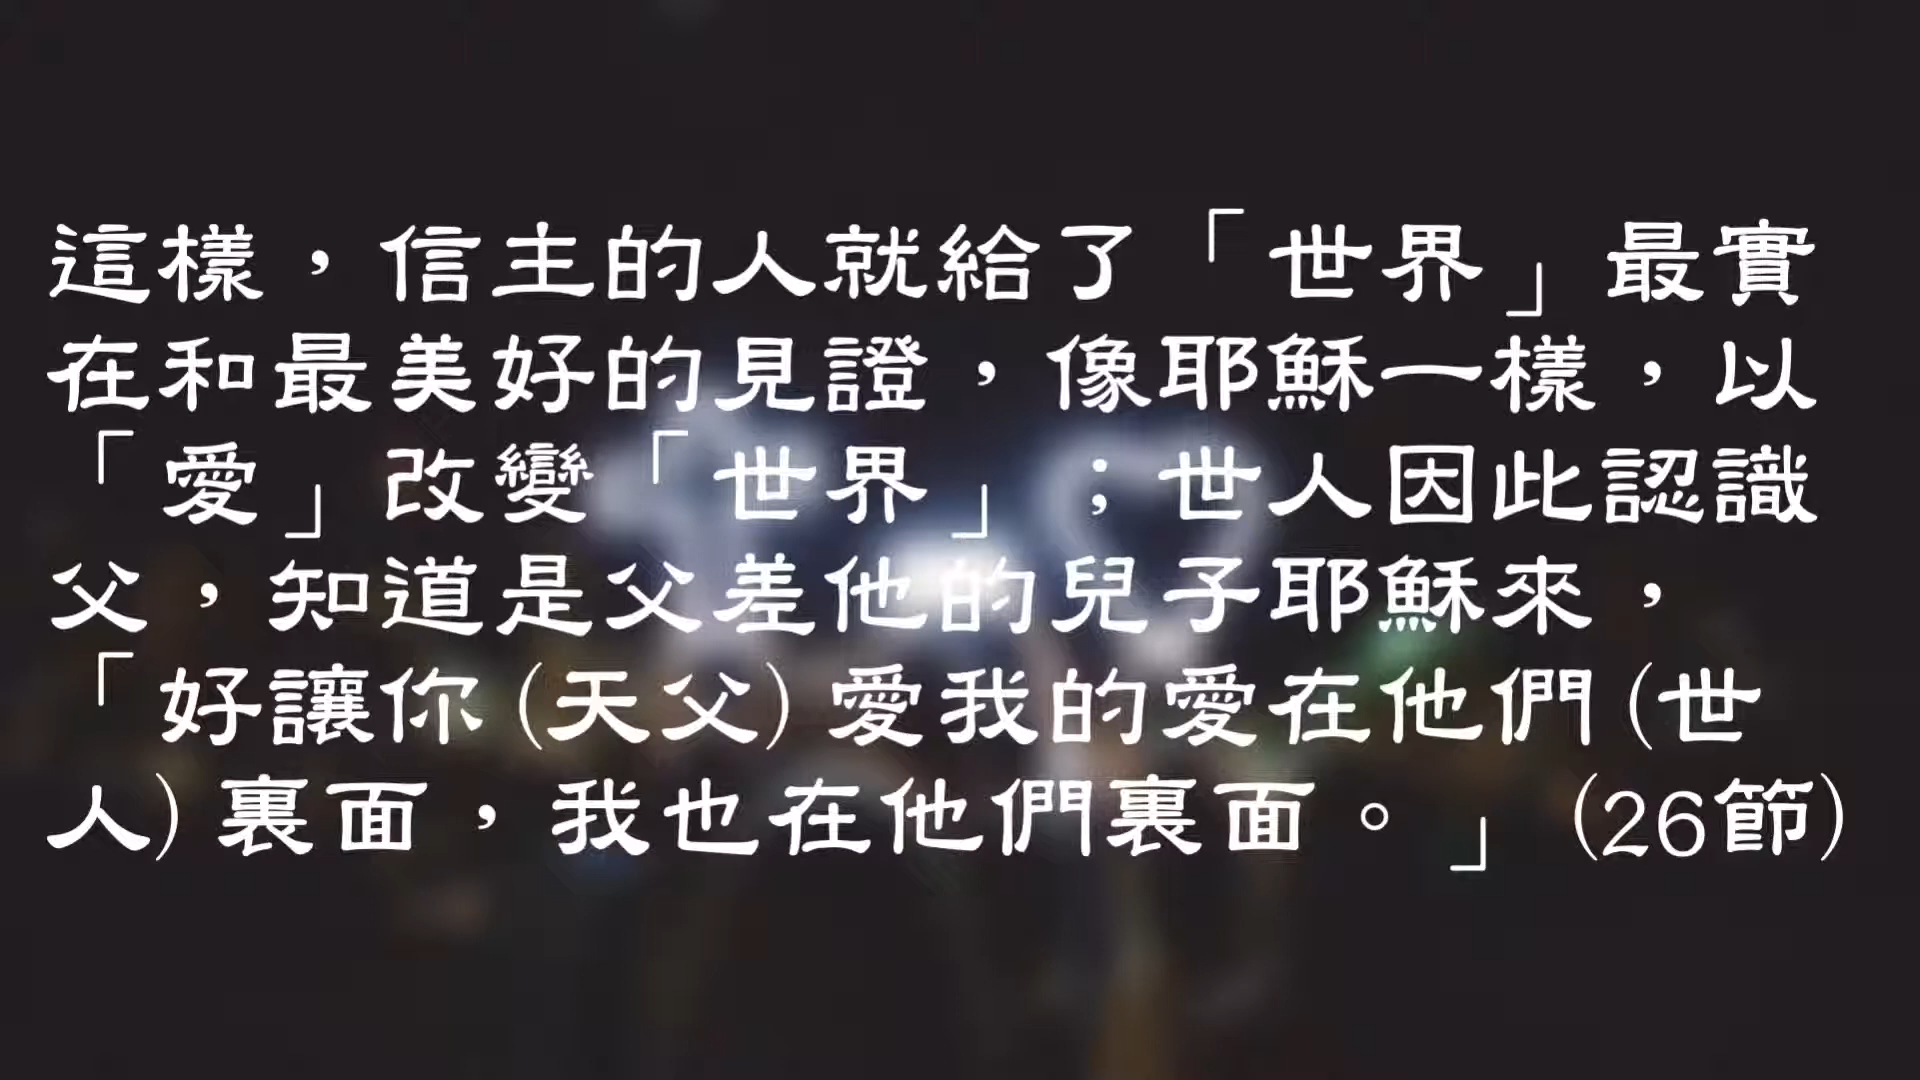 這樣，信主的人就給了「世界」最實
在和最美好的見證，像耶穌一樣，以
「愛」改變「世界」；世人因此認識
父，知道是父差他的兒子耶穌來，
「好讓你 (天父) 愛我的愛在他們 (世
人) 裏面，我也在他們裏面。」 (26節)